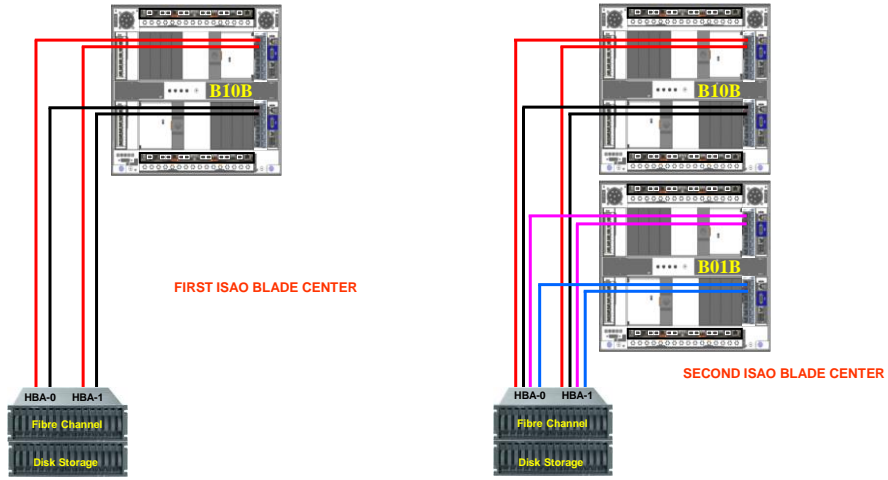 B10B
FIRST ISAO BLADE CENTER
HBA-0 HBA-1
Fibre Channel
Disk Storage
B10B
B01B
SECOND ISAO BLADE CENTER
HBA-0 HBA-1
Fibre Channel
Disk Storage